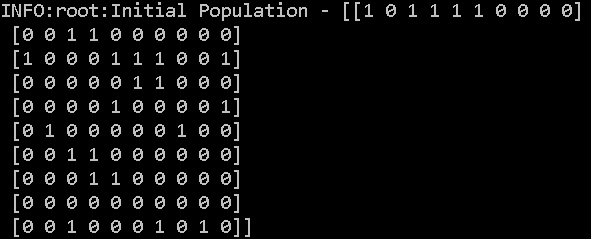 INFO:root:Initial Population - [[1 0 1 1 1 1 0 0 0 0]
[0 0 1 1 0 0 0 0 0 0]
[1 0 0 0 0 1 1 1 0 0 1]
[0 0 0 0 0 1 1 0 0 0]
[0 0 0 0 1 0 0 0 0 1]
[0 1 0 0 0 0 0 1 0 0]
[0 0 1 1 0 0 0 0 0 0]
[0 0 0 1 1 0 0 0 0 0]
[0 0 0 0 0 0 0 0 0 0]
[0 0 1 0 0 0 1 0 1 0]]